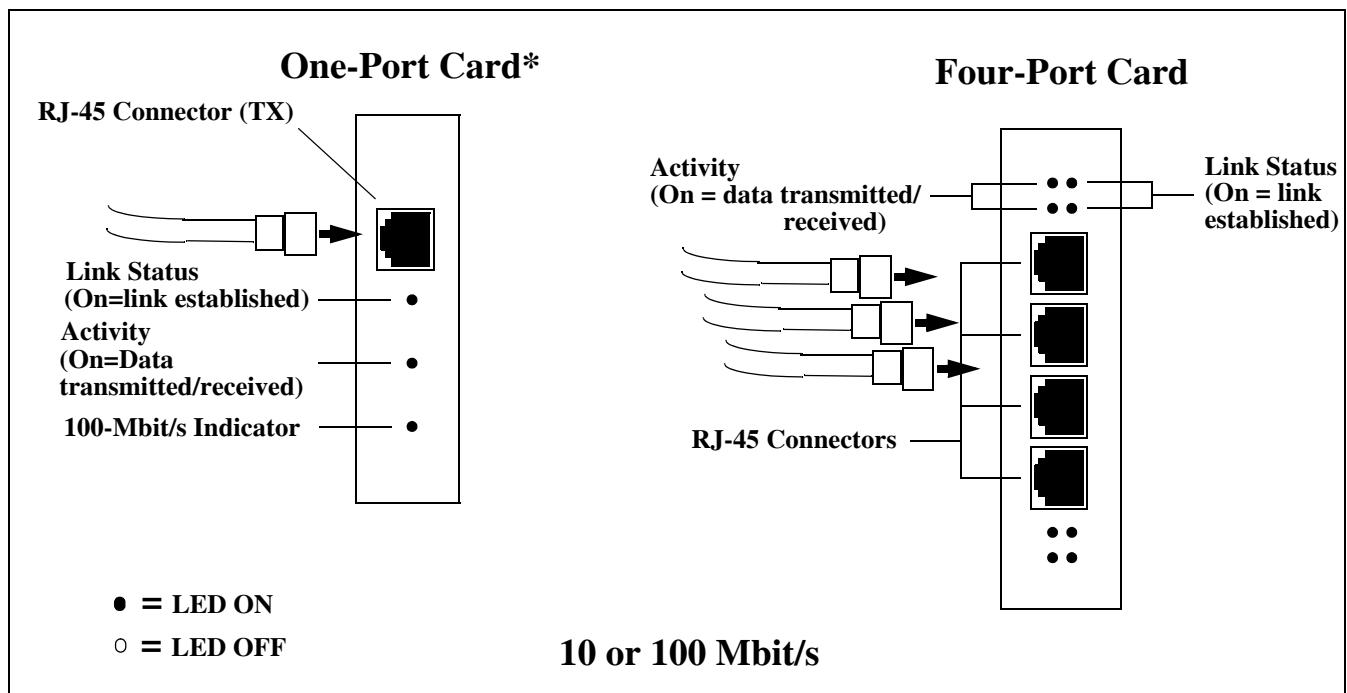 One-Port Card*
RJ-45 Connector (TX)
Link Status
(On=link established)
Activity
(On=Data
transmitted/received)
100-Mbit/s Indicator
Four-Port Card
Activity
(On = data transmitted/
received)
Link Status
(On = link
established)
RJ-45 Connectors
= LED ON
= LED OFF
10 or 100 Mbit/s